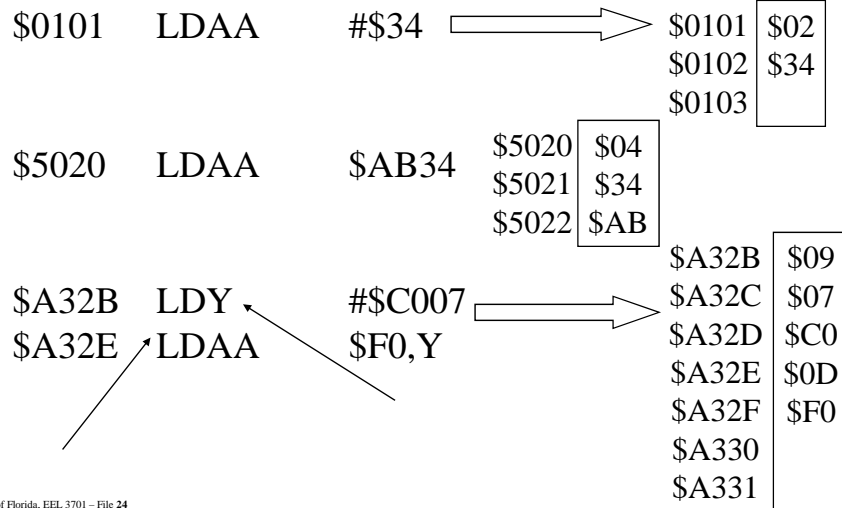 $0101 LDAA #$34
$0101 $02
$0102 $34
$0103
$5020 LDAA $AB34
$5020 $04
$5021 $34
$5022 $AB
$A32B LDY #$C007
$A32E LDAA $F0,Y
$A32B $09
$A32C $07
$A32D $C0
$A32E $0D
$A32F $F0
$A330
$A331
of Florida, EEL 3701 – File 24